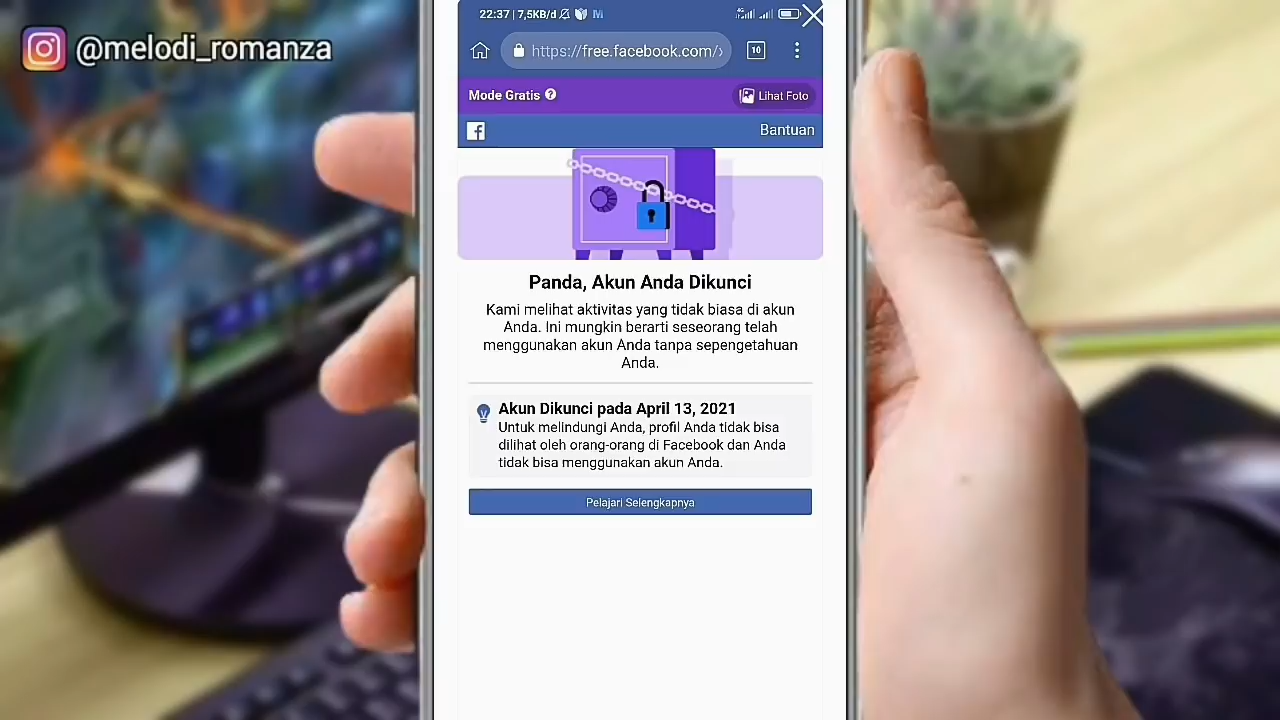 @melodi_romanza
22:37 | 7,5KB/d
4G
10
https://free.facebook.com/x
Mode Gratis
Lihat Foto
Bantuan
Panda, Akun Anda Dikunci
Kami melihat aktivitas yang tidak biasa di akun
Anda. Ini mungkin berarti seseorang telah
menggunakan akun Anda tanpa sepengetahuan
Anda.
Akun Dikunci pada April 13, 2021
Untuk melindungi Anda, profil Anda tidak bisa
dilihat oleh orang-orang di Facebook dan Anda
tidak bisa menggunakan akun Anda.
Pelajari Selengkapnya